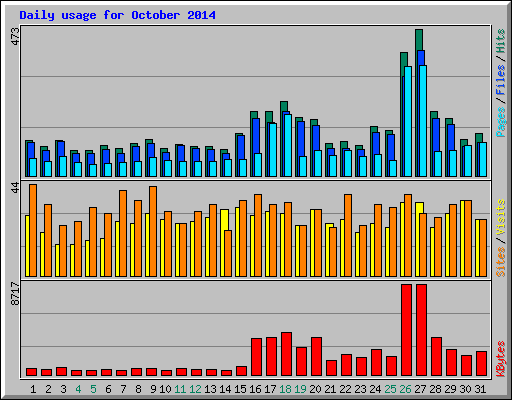 Daily usage for October 2014
473
Pages / Files / Hits
44
Sites / Visits
8717
KBytes
1 2 3 4 5 6 7 8 9 10 11 12 13 14 15 16 17 18 19 20 21 22 23 24 25 26 27 28 29 30 31